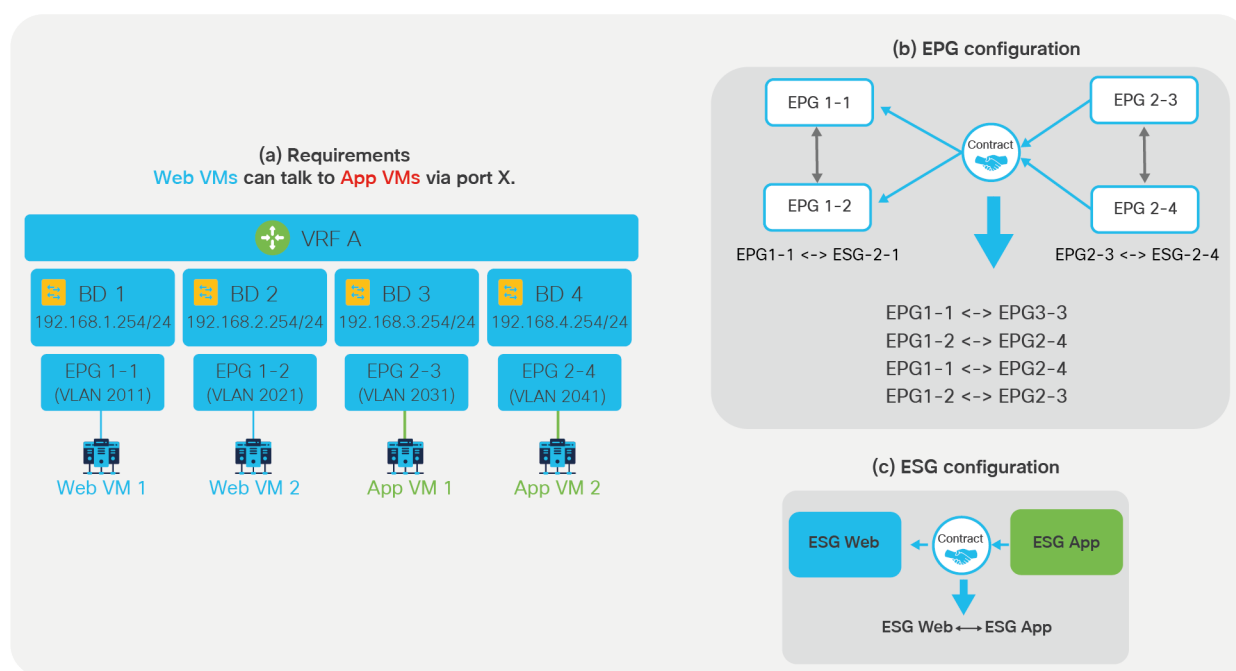 (a) Requirements
Web VMs can talk to App VMs via port X.
VRF A
BD 1
192.168.1.254/24
BD 2
192.168.2.254/24
BD 3
192.168.3.254/24
BD 4
192.168.4.254/24
EPG 1-1
(VLAN 2011)
EPG 1-2
(VLAN 2021)
EPG 2-3
(VLAN 2031)
EPG 2-4
(VLAN 2041)
Web VM 1
Web VM 2
App VM 1
App VM 2
(b) EPG configuration
EPG 1-1
EPG 2-3
Contract
EPG 1-2
EPG 2-4
EPG1-1 <-> ESG-2-1
EPG2-3 <-> ESG-2-4
EPG1-1 <-> EPG3-3
EPG1-2 <-> EPG2-4
EPG1-1 <-> EPG2-4
EPG1-2 <-> EPG2-3
(c) ESG configuration
ESG Web
Contract
ESG App
ESG Web ⟷ ESG App